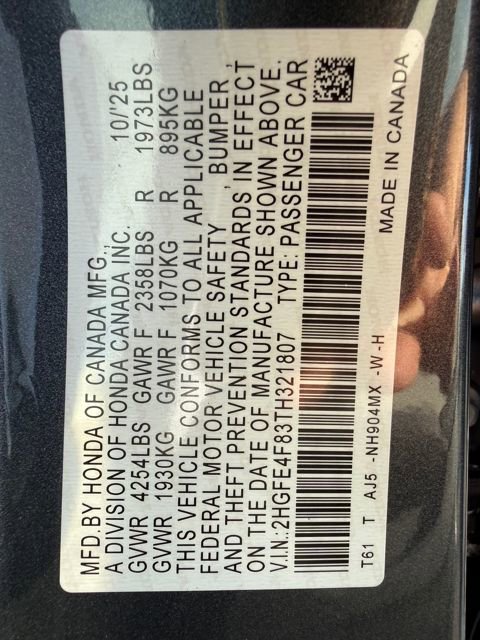 MFD.BY HONDA OF CANADA MFG., 10/'25
A DIVISION OF HONDA CANADA INC.
GVWR 4254LBS GAWR F 2358LBS R 1973LBS
GVWR 1930KG GAWR F 1070KG R 895KG
THIS VEHICLE CONFORMS TO ALL APPLICABLE
FEDERAL MOTOR VEHICLE SAFETY, BUMPER,
AND THEFT PREVENTION STANDARDS, IN EFFECT
ON THE DATE OF MANUFACTURE SHOWN ABOVE.
V.I.N.:2HGFE4F83TH321807 TYPE: PASSENGER CAR
T61 T AJ5 -NH904MX -W -H MADE IN CANADA